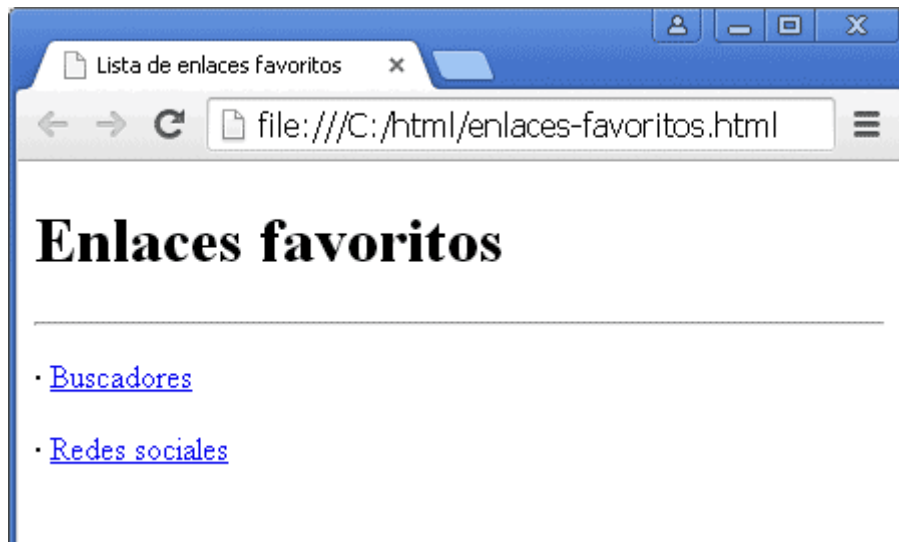 Lista de enlaces favoritos
file:///C:/html/enlaces-favoritos.html
Enlaces favoritos
· Buscadores
· Redes sociales